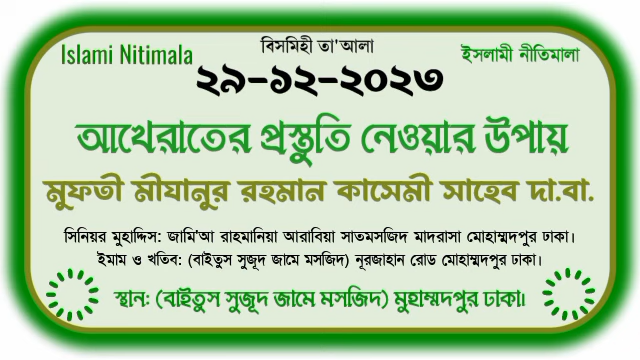 বিসমিহী তা'আলা
Islami Nitimala
ইসলামী নীতিমালা
২৯-১২-২০২৩
আখেরাতের প্রস্তুতি নেওয়ার উপায়
মুফতী মীযানুর রহমান কাসেমী সাহেব দা.বা.
সিনিয়র মুহাদ্দিস: জামি'আ রাহমানিয়া আরাবিয়া সাতমসজিদ মাদরাসা মোহাম্মদপুর ঢাকা।
ইমাম ও খতিব: (বাইতুস সুজূদ জামে মসজিদ) নূরজাহান রোড মোহাম্মদপুর ঢাকা।
স্থান: (বাইতুস সুজূদ জামে মসজিদ) মুহাম্মদপুর ঢাকা।